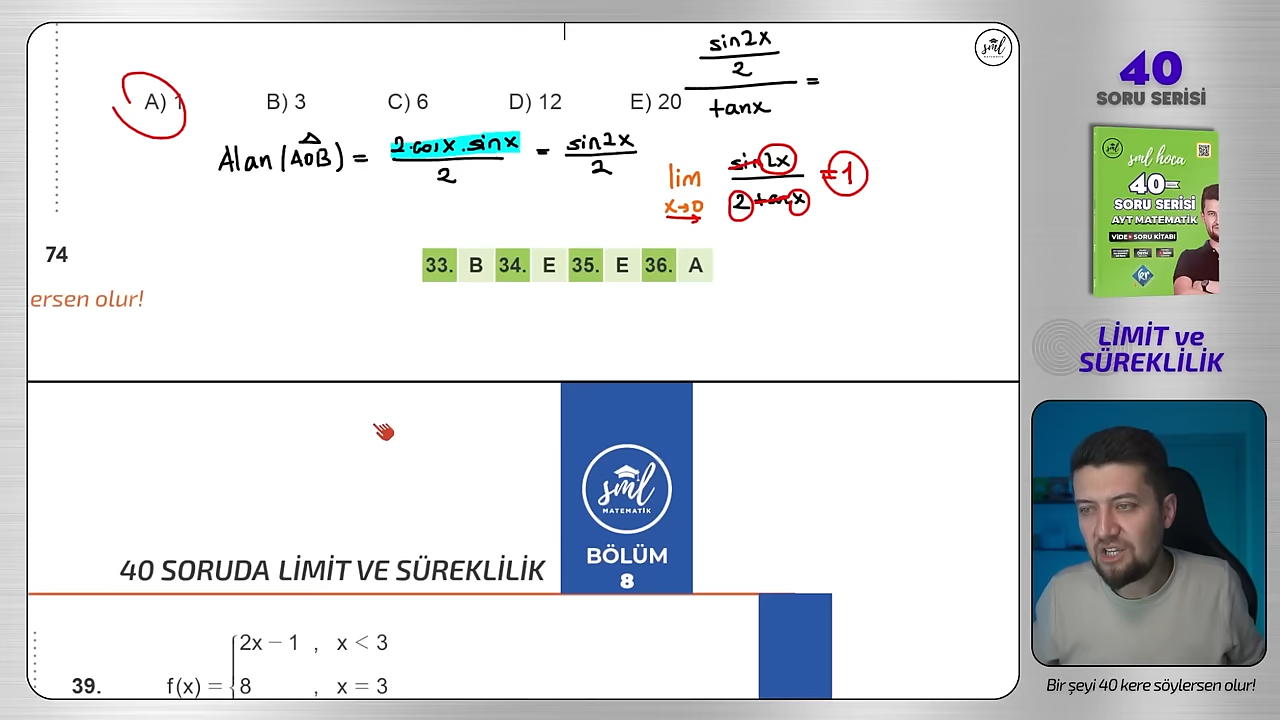 sml
MATEMATİK
sin2x
2
tanx
=
A) 1 B) 3 C) 6 D) 12 E) 20
Alan(AOB) = 2.cosx.sinx / 2 = sin2x / 2
lim x→0 sin2x / 2tanx = 1
74
33. B 34. E 35. E 36. A
ersen olur!
sml
MATEMATİK
BÖLÜM
8
40 SORUDA LİMİT VE SÜREKLİLİK
2x − 1 , x < 3
39. f(x) = 8 , x = 3
40
SORU SERİSİ
sml hoca
40
SORU SERİSİ
AYT MATEMATİK
VİDEO SORU KİTABI
LİMİT ve
SÜREKLİLİK
Bir şeyi 40 kere söylersen olur!